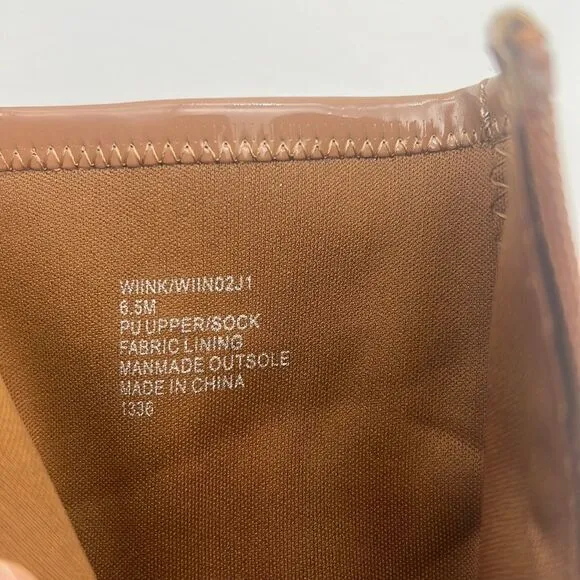 WIINK/WIIN02J1
6.5M
PU UPPER/SOCK
FABRIC LINING
MANMADE OUTSOLE
MADE IN CHINA
1336